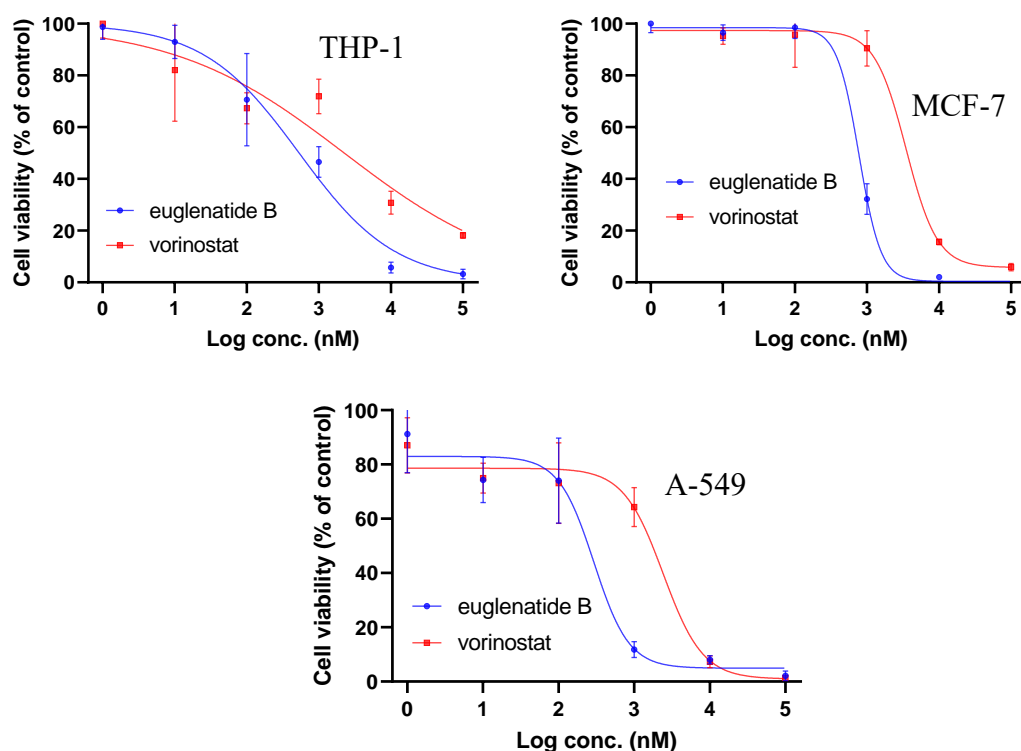 THP-1
Cell viability (% of control)
100
80
60
40
20
0
euglenatide B
vorinostat
0 1 2 3 4 5
Log conc. (nM)
MCF-7
Cell viability (% of control)
100
80
60
40
20
0
euglenatide B
vorinostat
0 1 2 3 4 5
Log conc. (nM)
A-549
Cell viability (% of control)
100
80
60
40
20
0
euglenatide B
vorinostat
0 1 2 3 4 5
Log conc. (nM)